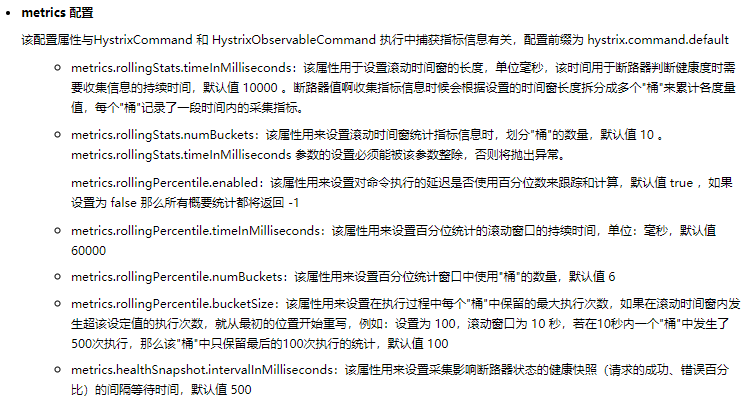 metrics 配置
该配置属性与HystrixCommand 和 HystrixObservableCommand 执行中捕获指标信息有关，配置前缀为 hystrix.command.default
metrics.rollingStats.timeInMilliseconds：该属性用于设置滚动时间窗的长度，单位毫秒，该时间用于断路器判断健康度时需
要收集信息的持续时间，默认值 10000 。断路器值啊收集指标信息时候会根据设置的时间窗长度拆分成多个"桶"来累计各度量
值，每个"桶"记录了一段时间内的采集指标。
metrics.rollingStats.numBuckets：该属性用来设置滚动时间窗统计指标信息时，划分"桶"的数量，默认值 10 。
metrics.rollingStats.timeInMilliseconds 参数的设置必须能被该参数整除，否则将抛出异常。
metrics.rollingPercentile.enabled：该属性用来设置对命令执行的延迟是否使用百分位数来跟踪和计算，默认值 true ，如果
设置为 false 那么所有概要统计都将返回 -1
metrics.rollingPercentile.timeInMilliseconds：该属性用来设置百分位统计的滚动窗口的持续时间，单位：毫秒，默认值
60000
metrics.rollingPercentile.numBuckets：该属性用来设置百分位统计窗口中使用"桶"的数量，默认值 6
metrics.rollingPercentile.bucketSize：该属性用来设置在执行过程中每个"桶"中保留的最大执行次数，如果在滚动时间窗内发
生超该设定值的执行次数，就从最初的位置开始重写，例如：设置为 100，滚动窗口为 10 秒，若在10秒内一个"桶"中发生了
500次执行，那么该"桶"中只保留最后的100次执行的统计，默认值 100
metrics.healthSnapshot.intervalInMilliseconds：该属性用来设置采集影响断路器状态的健康快照（请求的成功、错误百分
比）的间隔等待时间，默认值 500